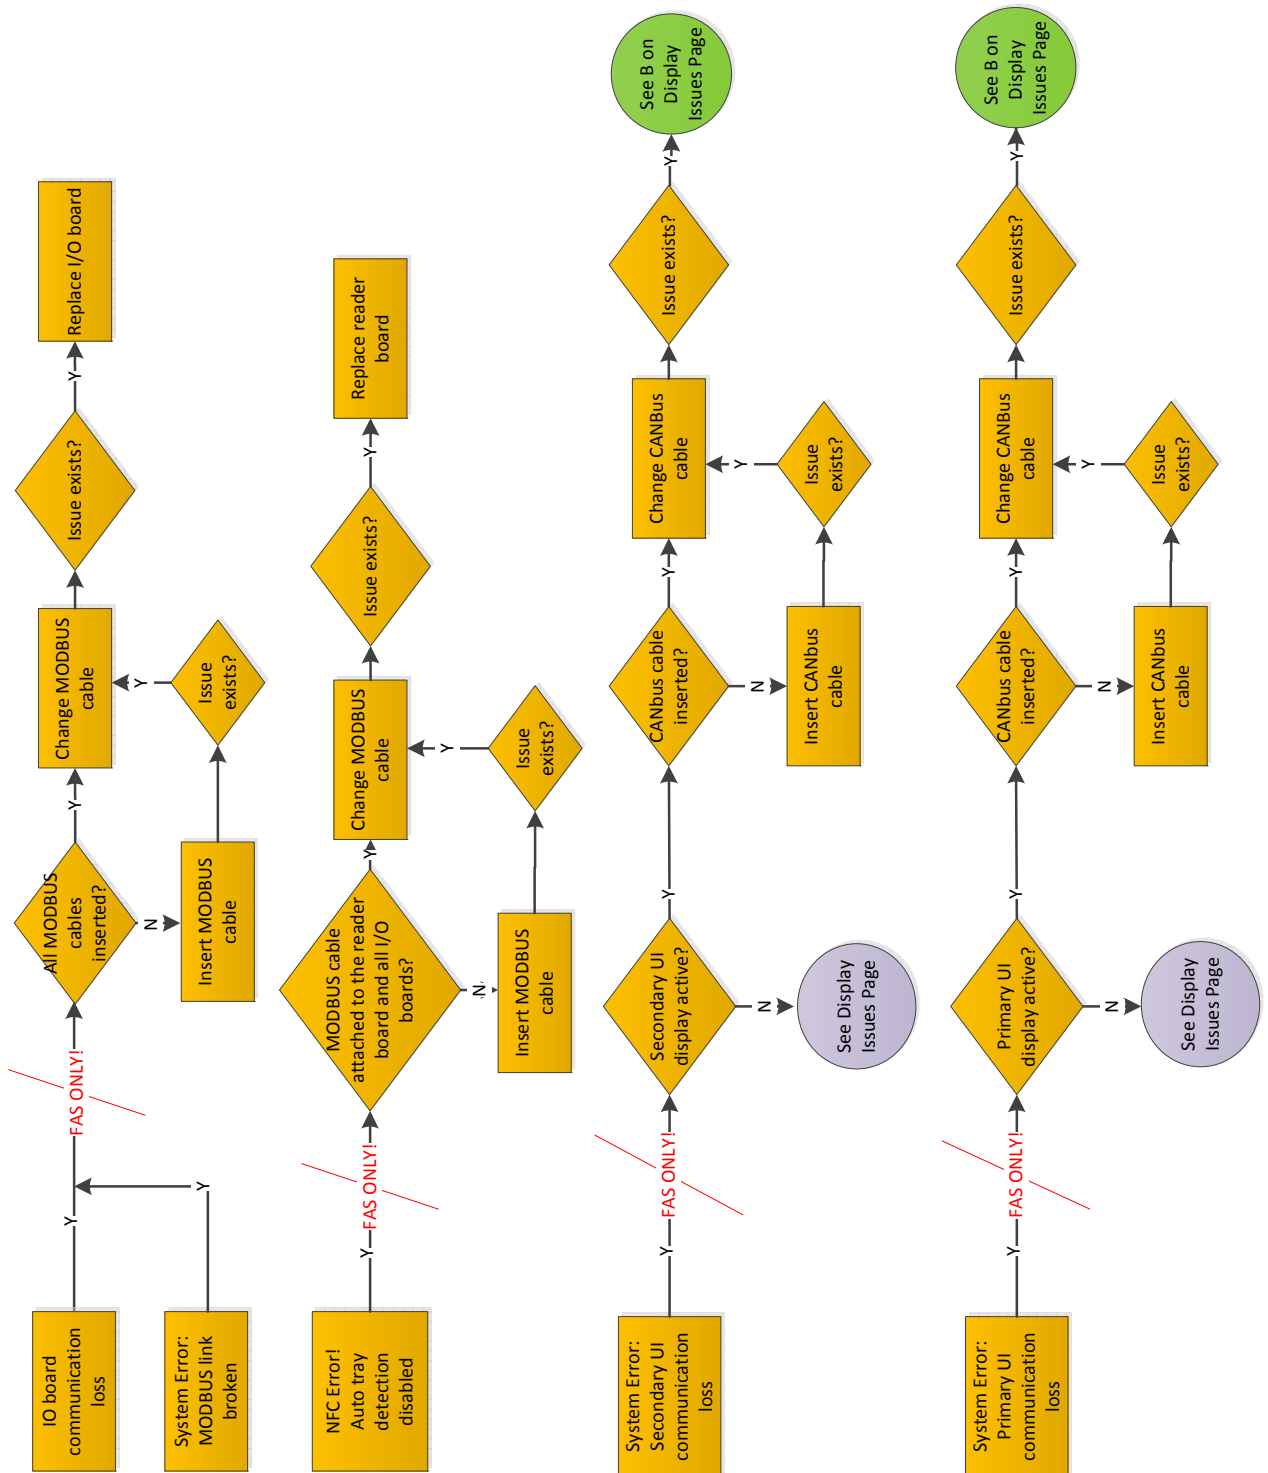 IO board
communication
loss
System Error:
MODBUS link
broken
Y
Y
FAS ONLY!
All MODBUS
cables
inserted?
N
Insert MODBUS
cable
Issue
exists?
Y
Y
Change MODBUS
cable
Issue exists?
Y
Replace I/O board
NFC Error!
Auto tray
detection
disabled
Y
FAS ONLY!
MODBUS cable
attached to the reader
board and all I/O
boards?
N
Insert MODBUS
cable
Issue
exists?
Y
Y
Change MODBUS
cable
Issue exists?
Y
Replace reader
board
System Error:
Secondary UI
communication
loss
Y
FAS ONLY!
Secondary UI
display active?
N
See Display
Issues Page
Y
CANbus cable
inserted?
N
Insert CANbus
cable
Issue
exists?
Y
Y
Change CANBus
cable
Issue exists?
Y
See B on
Display
Issues Page
System Error:
Primary UI
communication
loss
Y
FAS ONLY!
Primary UI
display active?
N
See Display
Issues Page
Y
CANbus cable
inserted?
N
Insert CANbus
cable
Issue
exists?
Y
Y
Change CANBus
cable
Issue exists?
Y
See B on
Display
Issues Page